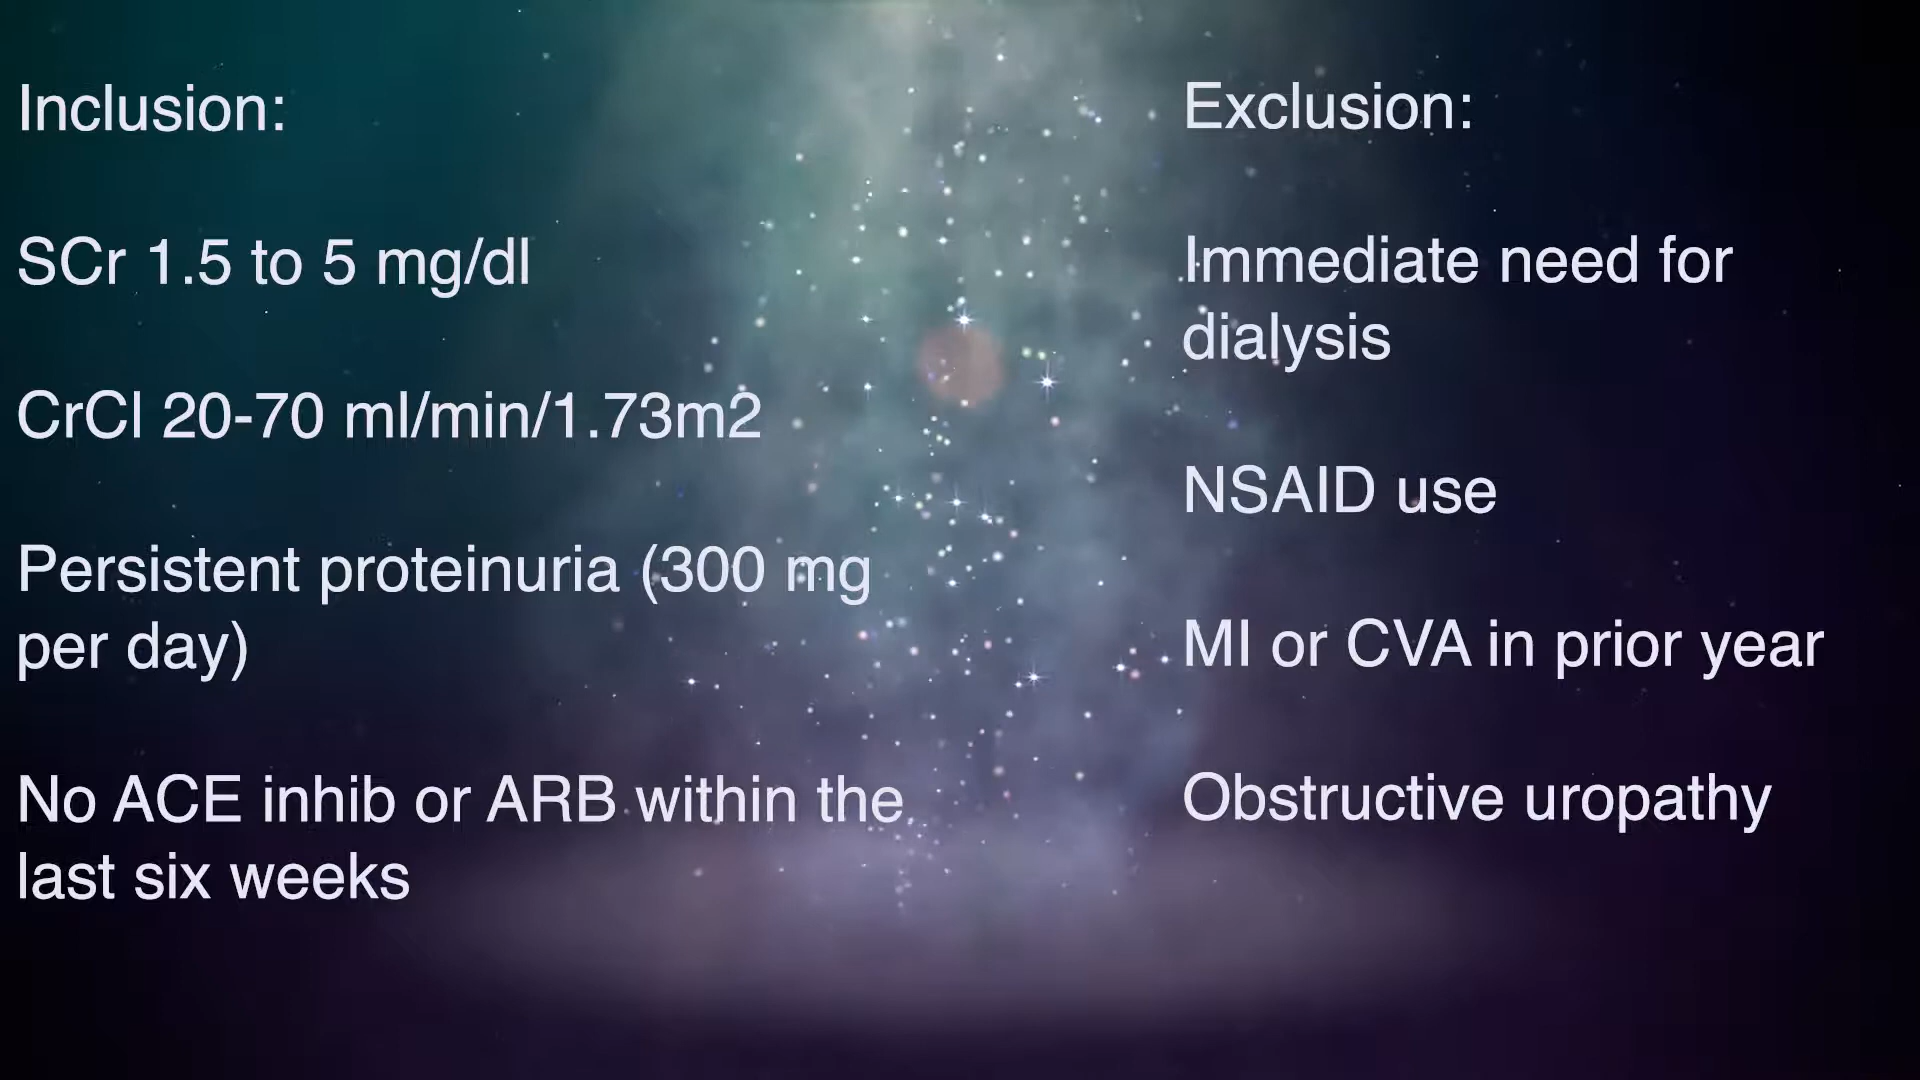 Inclusion:
SCr 1.5 to 5 mg/dl
CrCl 20-70 ml/min/1.73m2
Persistent proteinuria (300 mg
per day)
No ACE inhib or ARB within the
last six weeks
Exclusion:
Immediate need for
dialysis
NSAID use
MI or CVA in prior year
Obstructive uropathy